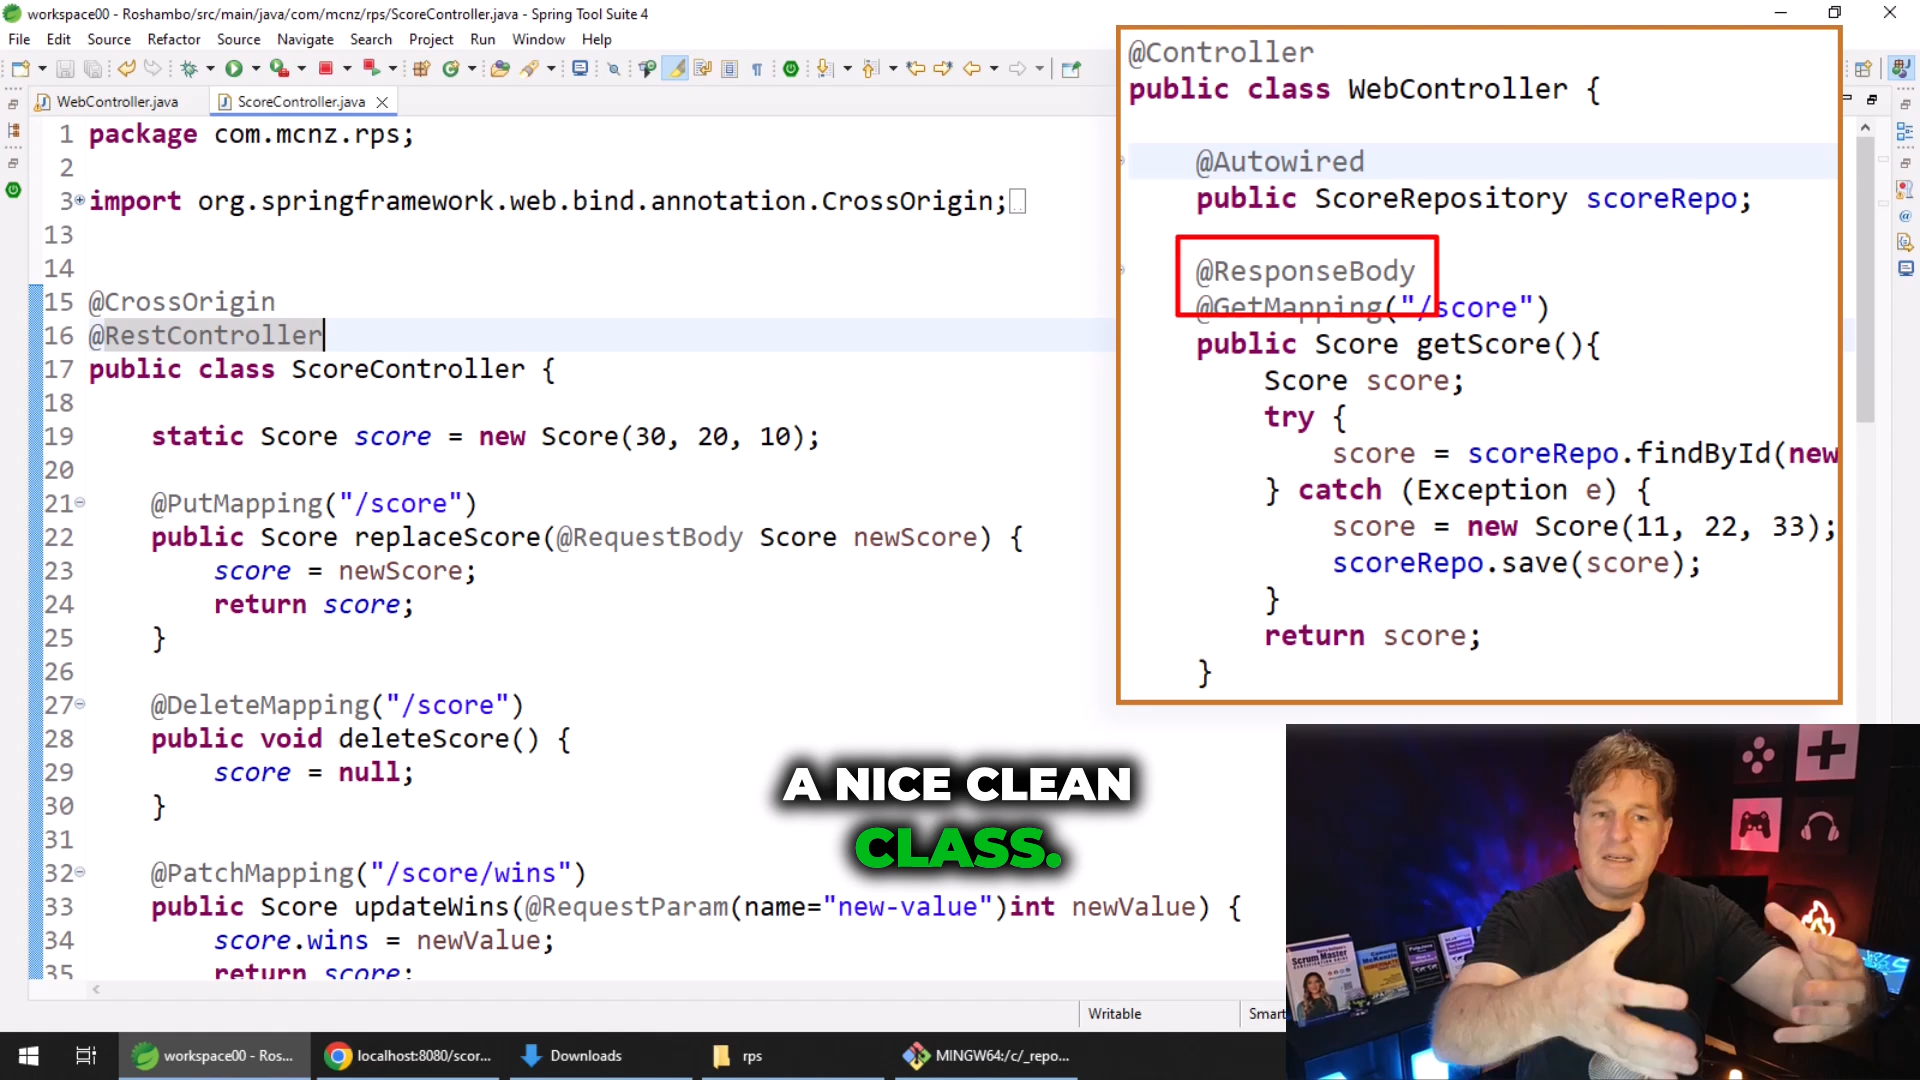 workspace00 - Roshambo/src/main/java/com/mcnz/rps/ScoreController.java - Spring Tool Suite 4
File Edit Source Refactor Source Navigate Search Project Run Window Help
WebController.java
ScoreController.java
1 package com.mcnz.rps;
2
3 import org.springframework.web.bind.annotation.CrossOrigin;
13
14
15 @CrossOrigin
16 @RestController
17 public class ScoreController {
18
19 static Score score = new Score(30, 20, 10);
20
21 @PutMapping("/score")
22 public Score replaceScore(@RequestBody Score newScore) {
23 score = newScore;
24 return score;
25 }
26
27 @DeleteMapping("/score")
28 public void deleteScore() {
29 score = null;
30 }
31
32 @PatchMapping("/score/wins")
33 public Score updateWins(@RequestParam(name="new-value")int newValue) {
34 score.wins = newValue;
35 return score;
@Controller
public class WebController {
@Autowired
public ScoreRepository scoreRepo;
@ResponseBody
@GetMapping("/score")
public Score getScore(){
Score score;
try {
score = scoreRepo.findById(new
} catch (Exception e) {
score = new Score(11, 22, 33);
scoreRepo.save(score);
}
return score;
}
A NICE CLEAN
CLASS.
Scrum Master
Writable
Smart
workspace00 - Ros...
localhost:8080/scor...
Downloads
rps
MINGW64:/c/_repo...